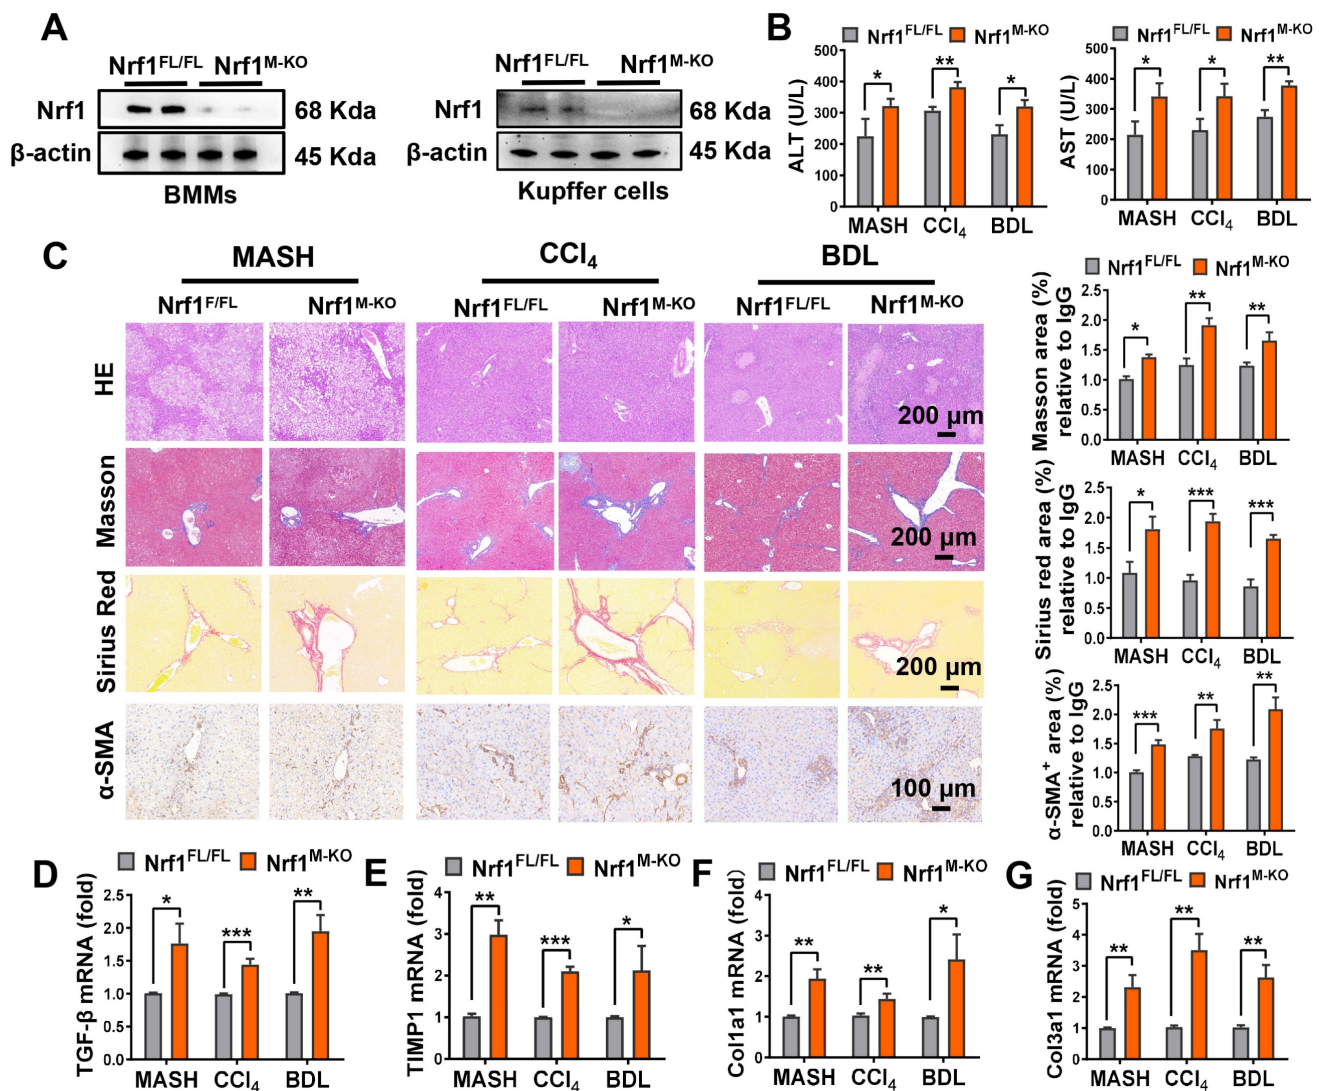 A
Nrf1FL/FL Nrf1M-KO
Nrf1 68 Kda
β-actin 45 Kda
BMMs
Nrf1FL/FL Nrf1M-KO
Nrf1 68 Kda
β-actin 45 Kda
Kupffer cells
B
Nrf1FL/FL Nrf1M-KO
ALT (U/L)
500
400
300
200
100
0
* ** *
MASH CCl4 BDL
Nrf1FL/FL Nrf1M-KO
AST (U/L)
500
400
300
200
100
0
* * **
MASH CCl4 BDL
C
MASH CCl4 BDL
Nrf1F/FL Nrf1M-KO Nrf1FL/FL Nrf1M-KO Nrf1FL/FL Nrf1M-KO
HE
200 μm
Masson
200 μm
Sirius Red
200 μm
α-SMA
100 μm
Nrf1FL/FL Nrf1M-KO
Masson area (%)
relative to IgG
2.5
2.0
1.5
1.0
0.5
0.0
* ** **
MASH CCl4 BDL
Sirius red area (%)
relative to IgG
2.5
2.0
1.5
1.0
0.5
0.0
* *** ***
MASH CCl4 BDL
α-SMA+ area (%)
relative to IgG
2.5
2.0
1.5
1.0
0.5
0.0
*** ** **
MASH CCl4 BDL
D
Nrf1FL/FL Nrf1M-KO
TGF-β mRNA (fold)
2.5
2.0
1.5
1.0
0.5
0.0
* *** **
MASH CCl4 BDL
E
Nrf1FL/FL Nrf1M-KO
TIMP1 mRNA (fold)
4
3
2
1
0
** *** *
MASH CCl4 BDL
F
Nrf1FL/FL Nrf1M-KO
Col1a1 mRNA (fold)
4
3
2
1
0
** ** *
MASH CCl4 BDL
G
Nrf1FL/FL Nrf1M-KO
Col3a1 mRNA (fold)
5
4
3
2
1
0
** ** **
MASH CCl4 BDL